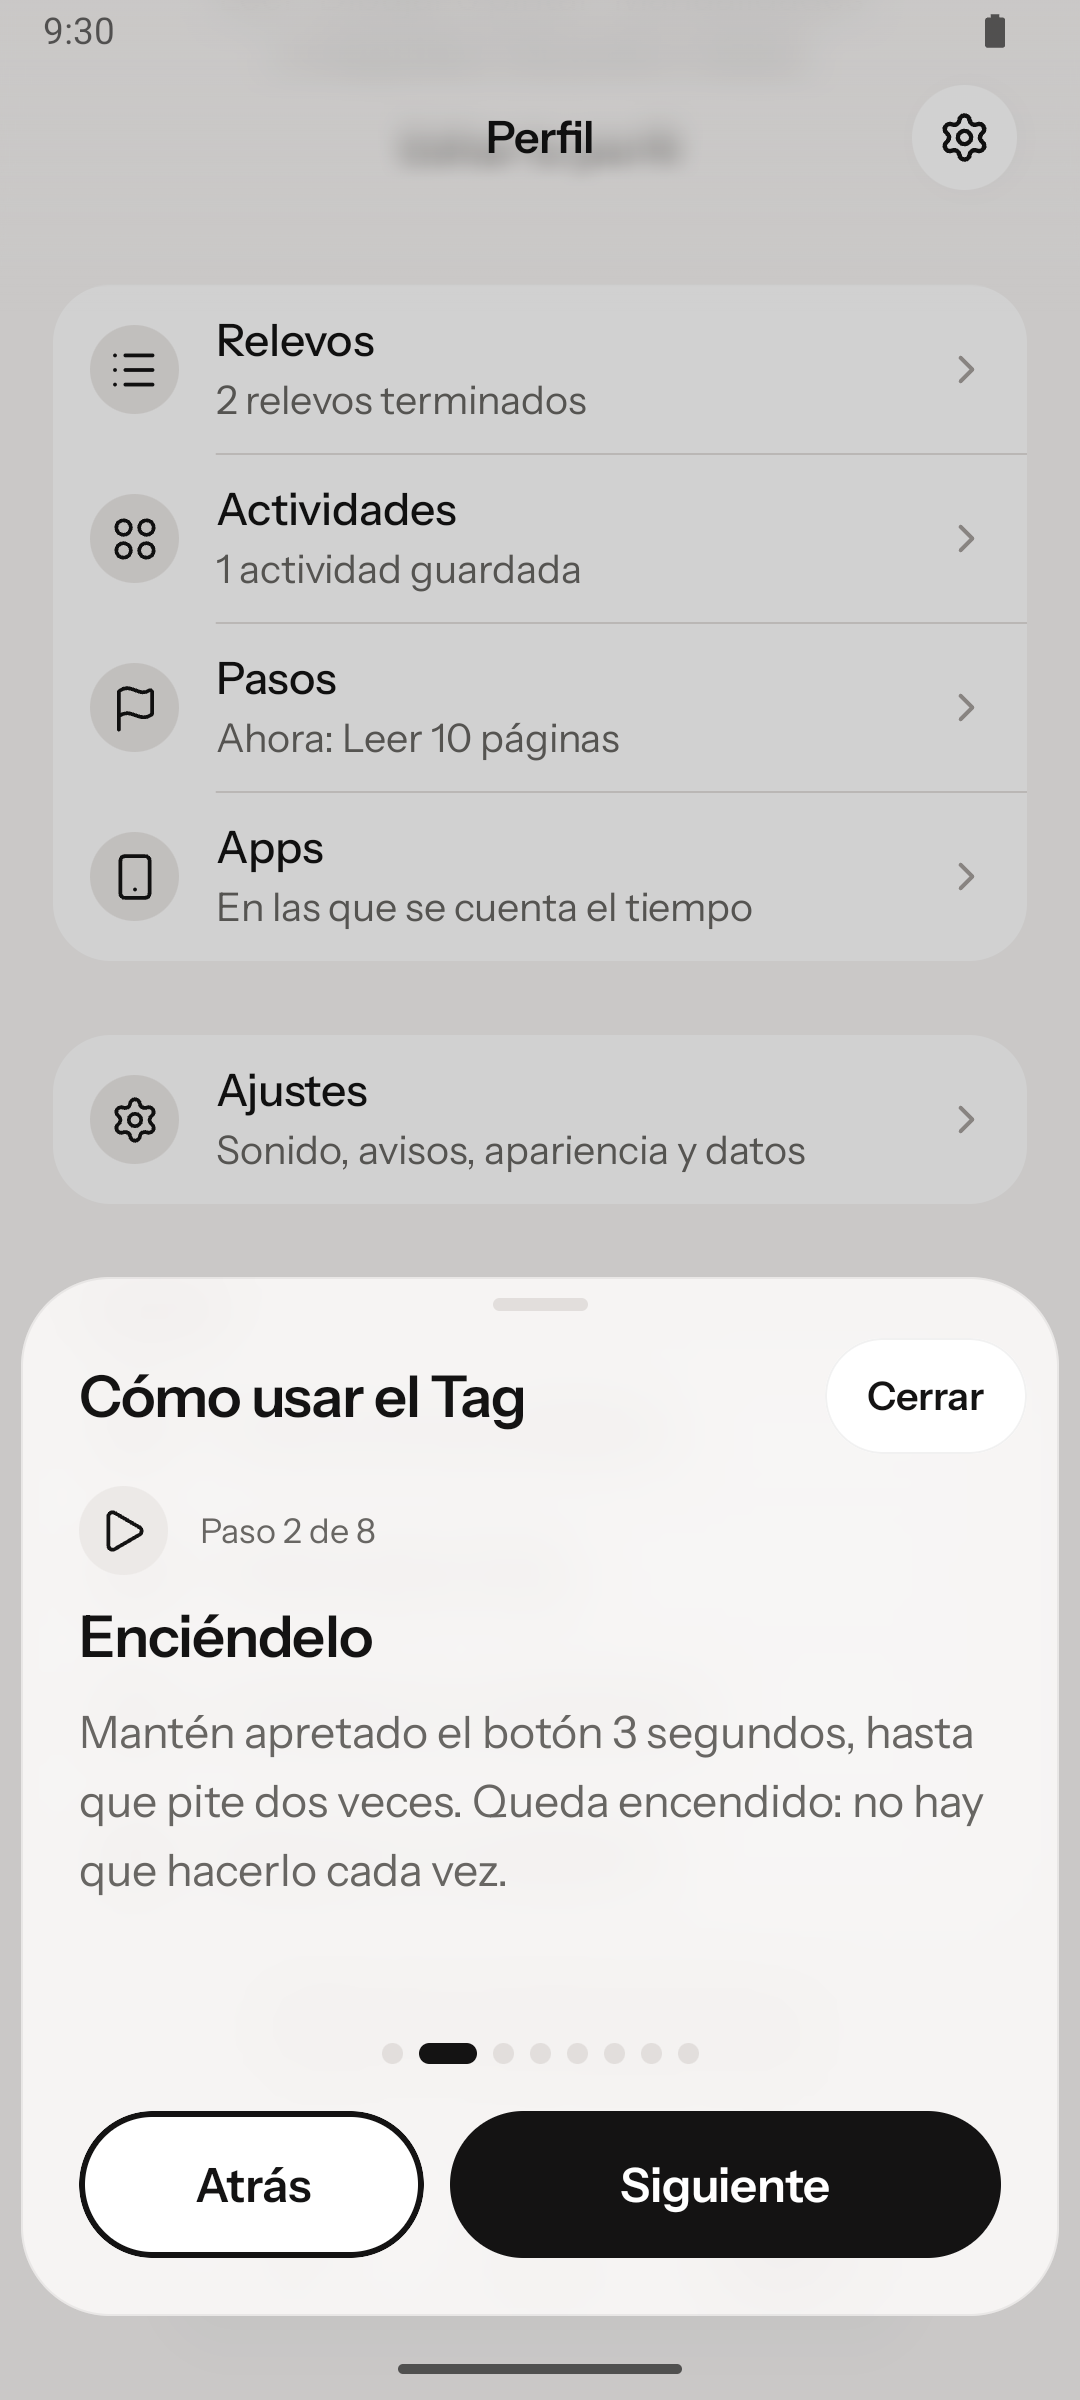 9:30
Perfil
Relevos
2 relevos terminados
Actividades
1 actividad guardada
Pasos
Ahora: Leer 10 páginas
Apps
En las que se cuenta el tiempo
Ajustes
Sonido, avisos, apariencia y datos
Cómo usar el Tag
Cerrar
Paso 2 de 8
Enciéndelo
Mantén apretado el botón 3 segundos, hasta
que pite dos veces. Queda encendido: no hay
que hacerlo cada vez.
Atrás
Siguiente